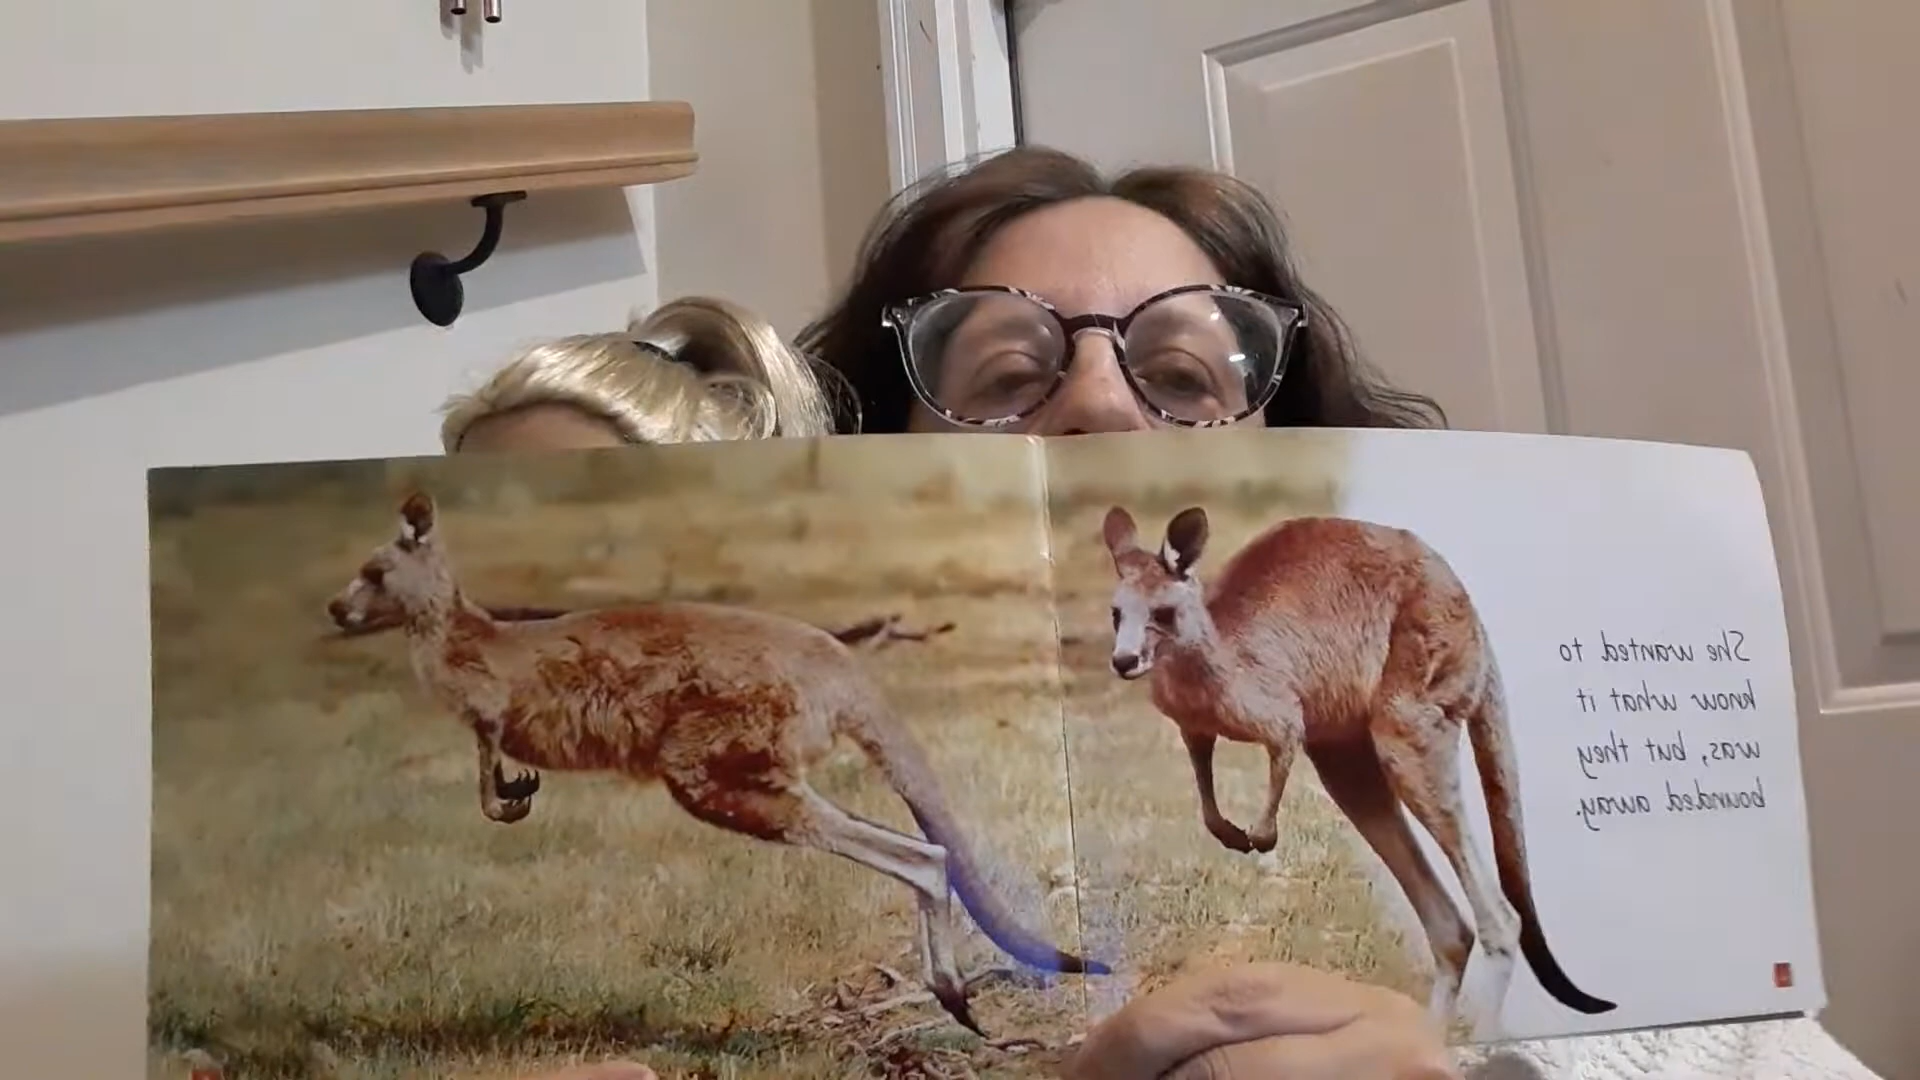 She wanted to
know what it
was, but they
bounded away.